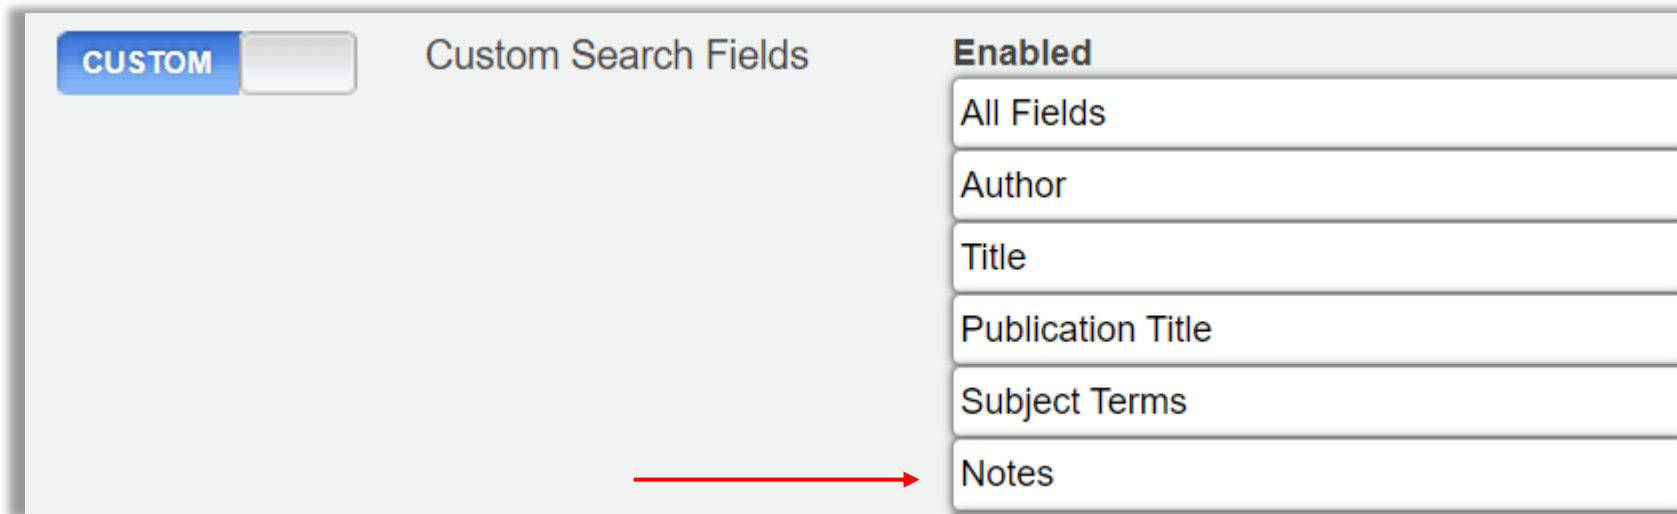 CUSTOM
Custom Search Fields
Enabled
All Fields
Author
Title
Publication Title
Subject Terms
Notes